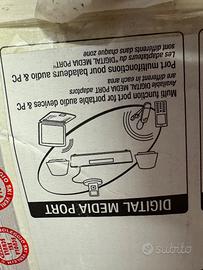 DIGITAL MEDIA PORT
Multi function port for portable audio devices & PC
Available DIGITAL MEDIA PORT adaptors
are different in each area
Port multifonctions pour baladeurs audio & PC
Les adapteurs du "DIGITAL MEDIA PORT"
sont différents dans chaque zone
subito